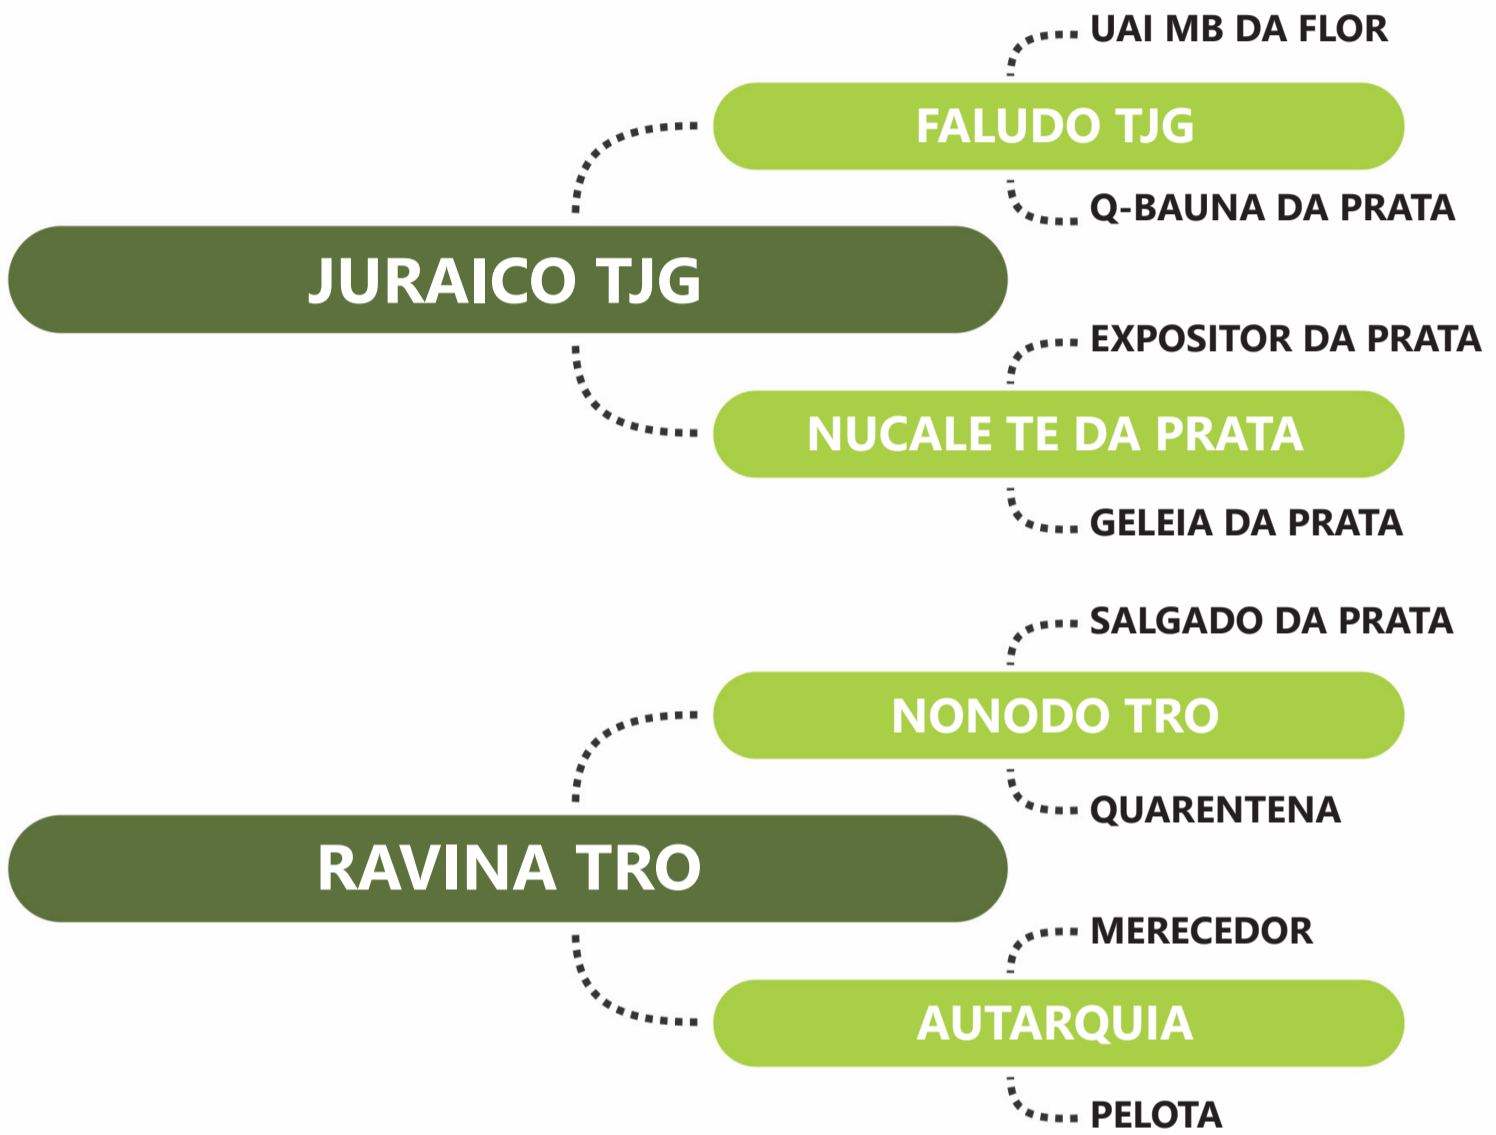 UAI MB DA FLOR
FALUDO TJG
Q-BAUNA DA PRATA
JURAICO TJG
EXPOSITOR DA PRATA
NUCALE TE DA PRATA
GELEIA DA PRATA
SALGADO DA PRATA
NONODO TRO
QUARENTENA
RAVINA TRO
MERECEDOR
AUTARQUIA
PELOTA